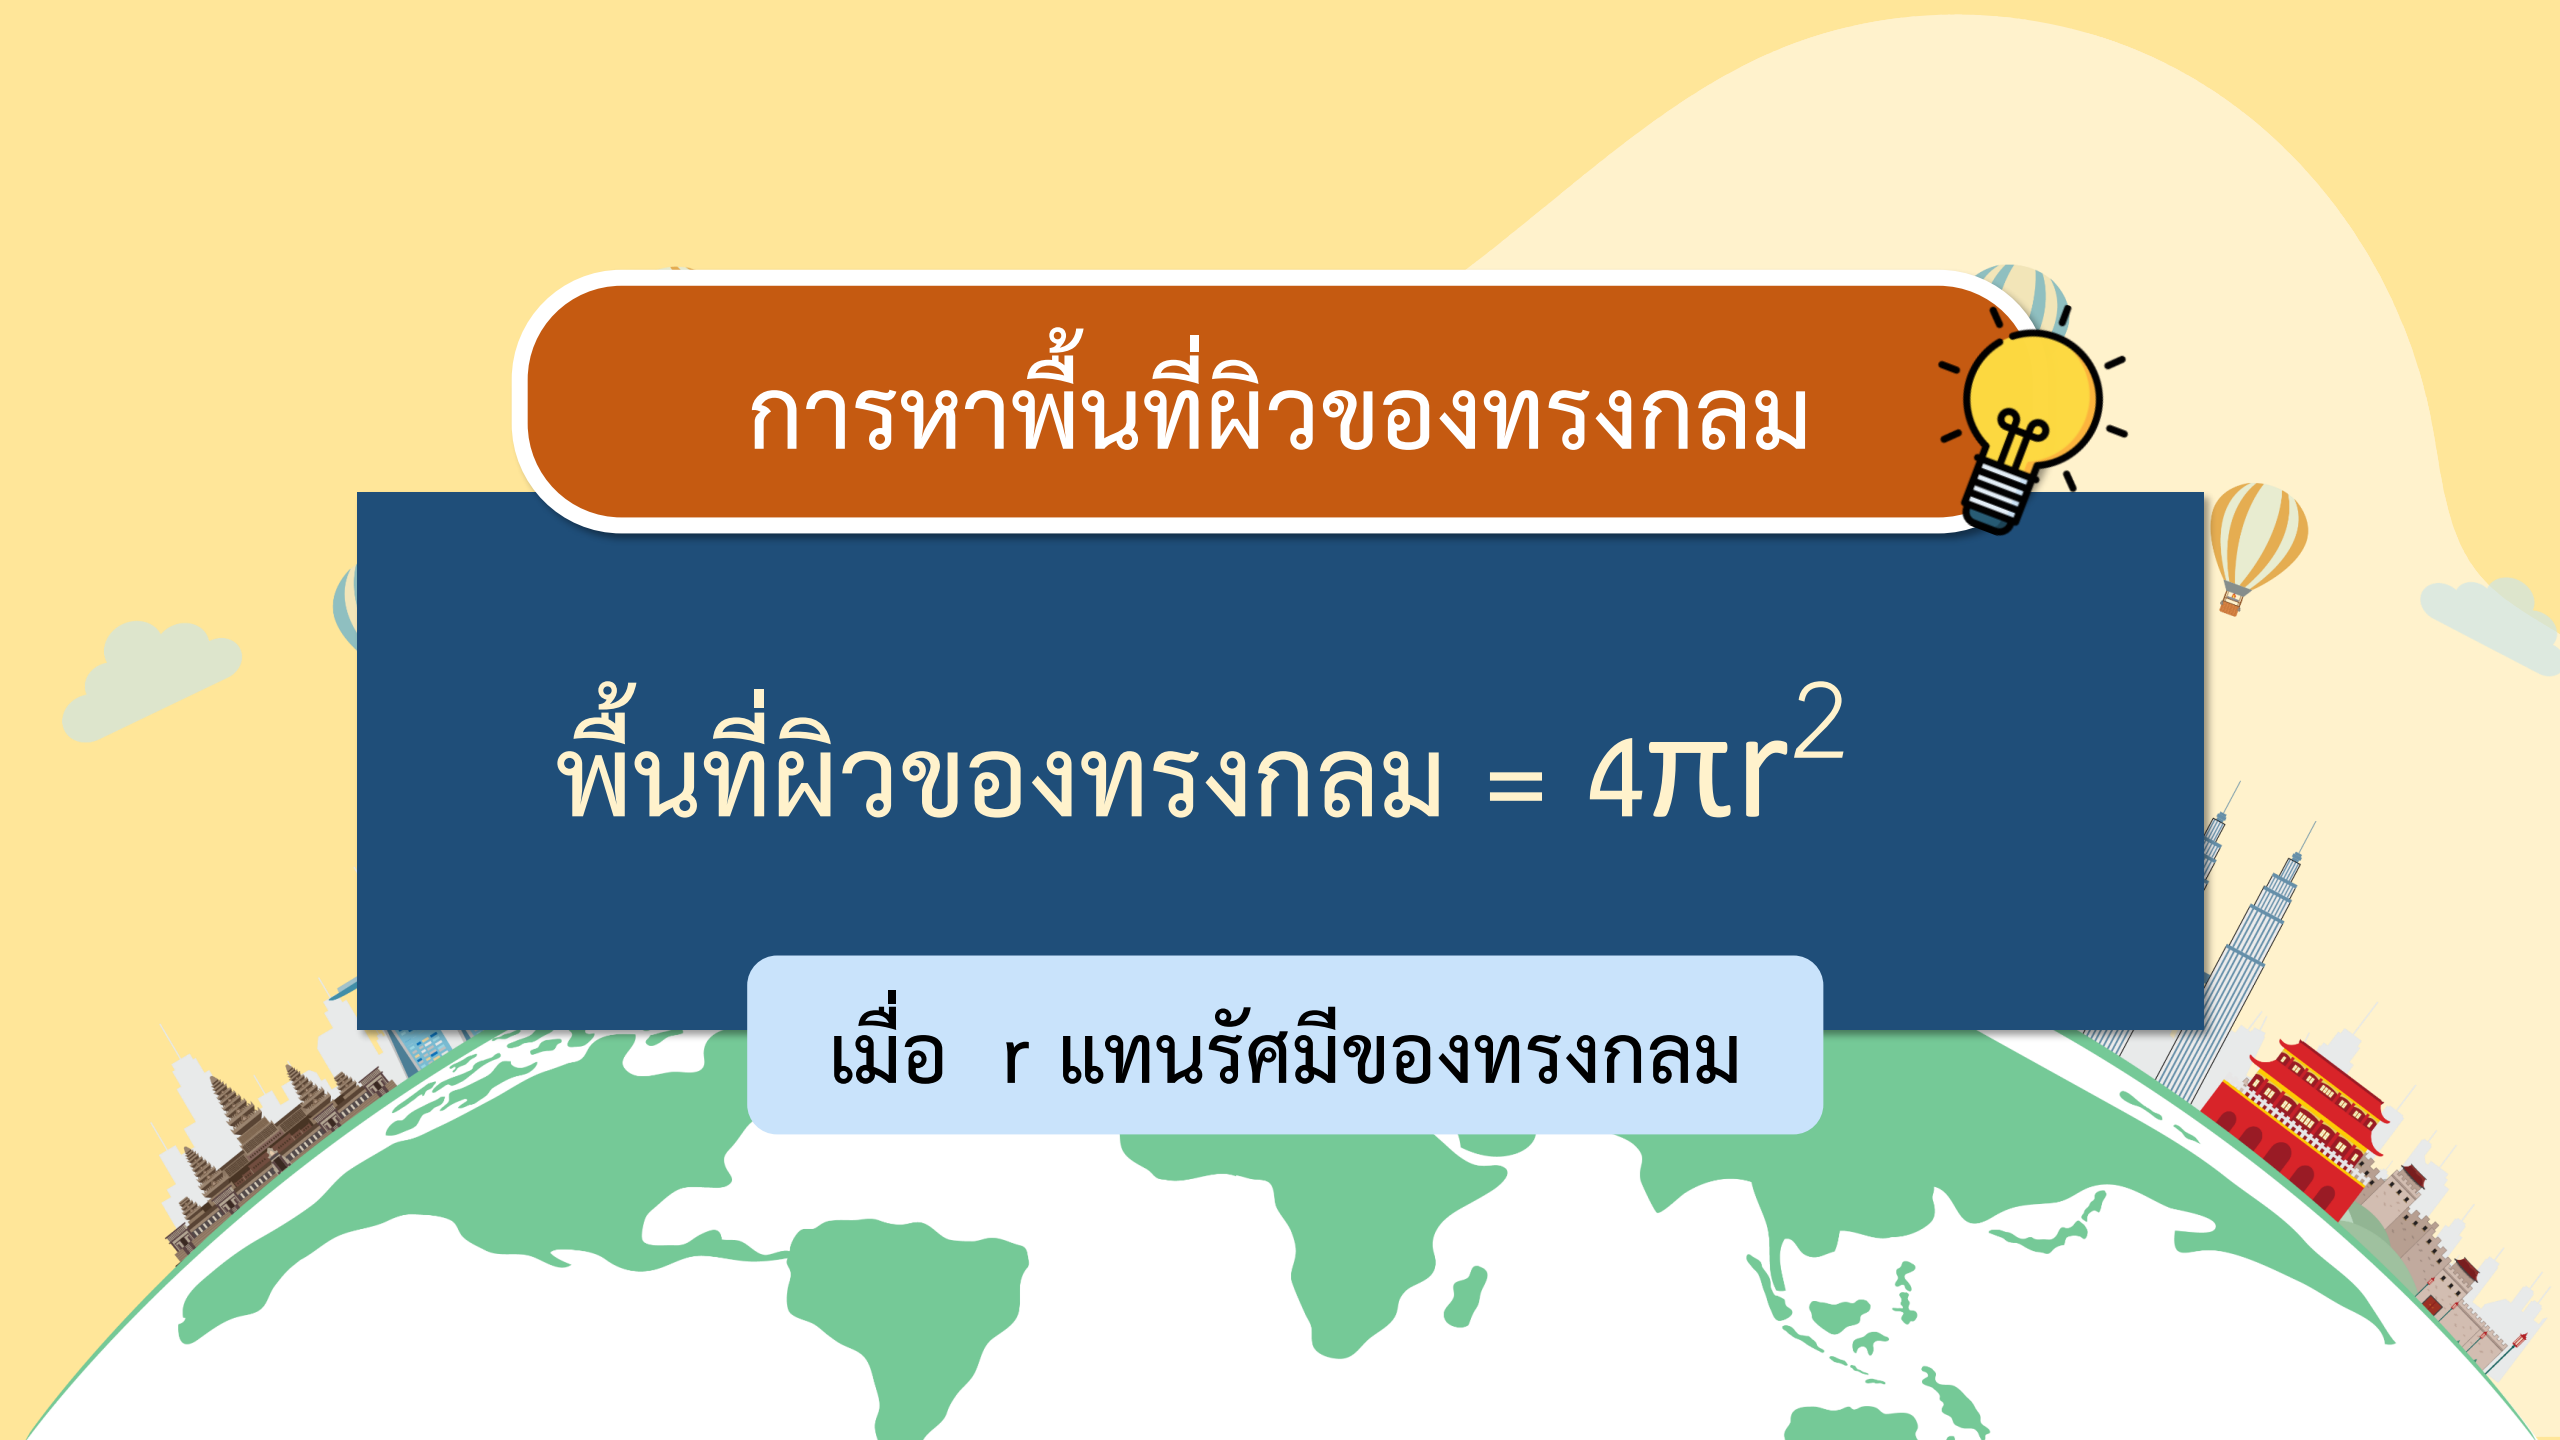 การหาพื้นที่ผิวของทรงกลม
พื้นที่ผิวของทรงกลม = 4πr²
เมื่อ r แทนรัศมีของทรงกลม